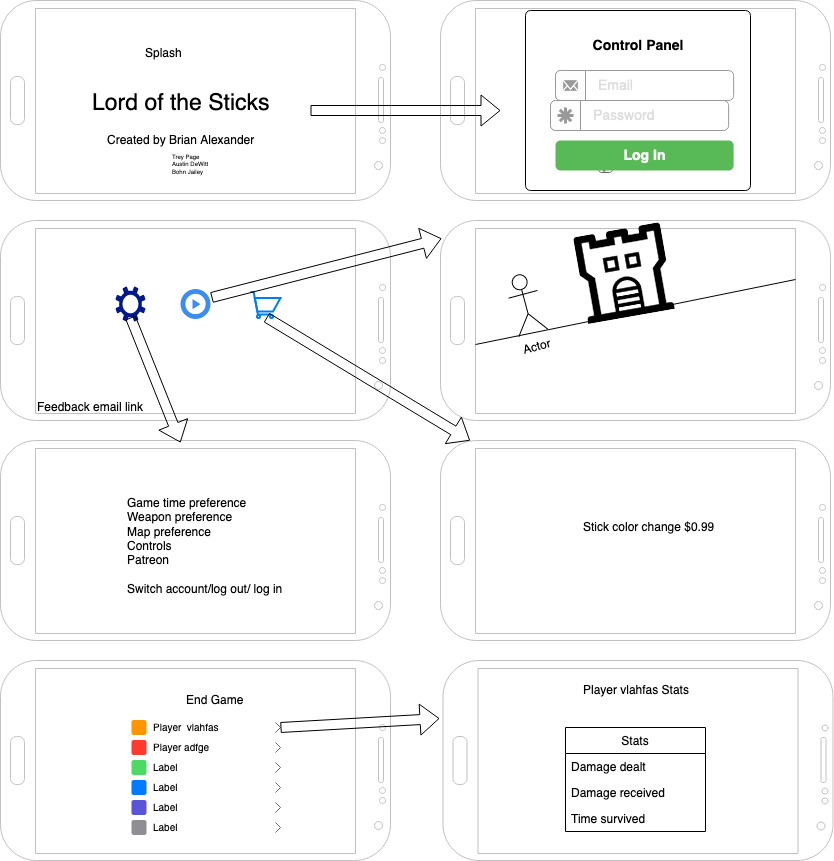 Splash
Lord of the Sticks
Created by Brian Alexander
Trey Page
Austin DeWitt
Bohn Jailey
Control Panel
Email
Password
Log In
Feedback email link
Actor
Game time preference
Weapon preference
Map preference
Controls
Patreon
Switch account/log out/ log in
Stick color change $0.99
End Game
Player vlahfas
Player adfge
Label
Label
Label
Label
Player vlahfas Stats
Stats
Damage dealt
Damage received
Time survived